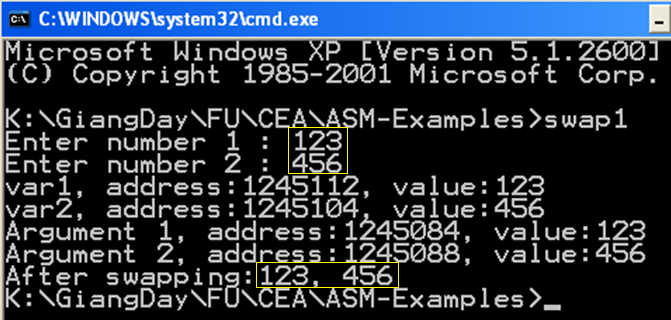 C:\WINDOWS\system32\cmd.exe
Microsoft Windows XP [Version 5.1.2600]
(C) Copyright 1985-2001 Microsoft Corp.
K:\GiangDay\FU\CEA\ASM-Examples>swap1
Enter number 1 : 123
Enter number 2 : 456
var1, address:1245112, value:123
var2, address:1245104, value:456
Argument 1, address:1245084, value:123
Argument 2, address:1245088, value:456
After swapping:123, 456
K:\GiangDay\FU\CEA\ASM-Examples>_